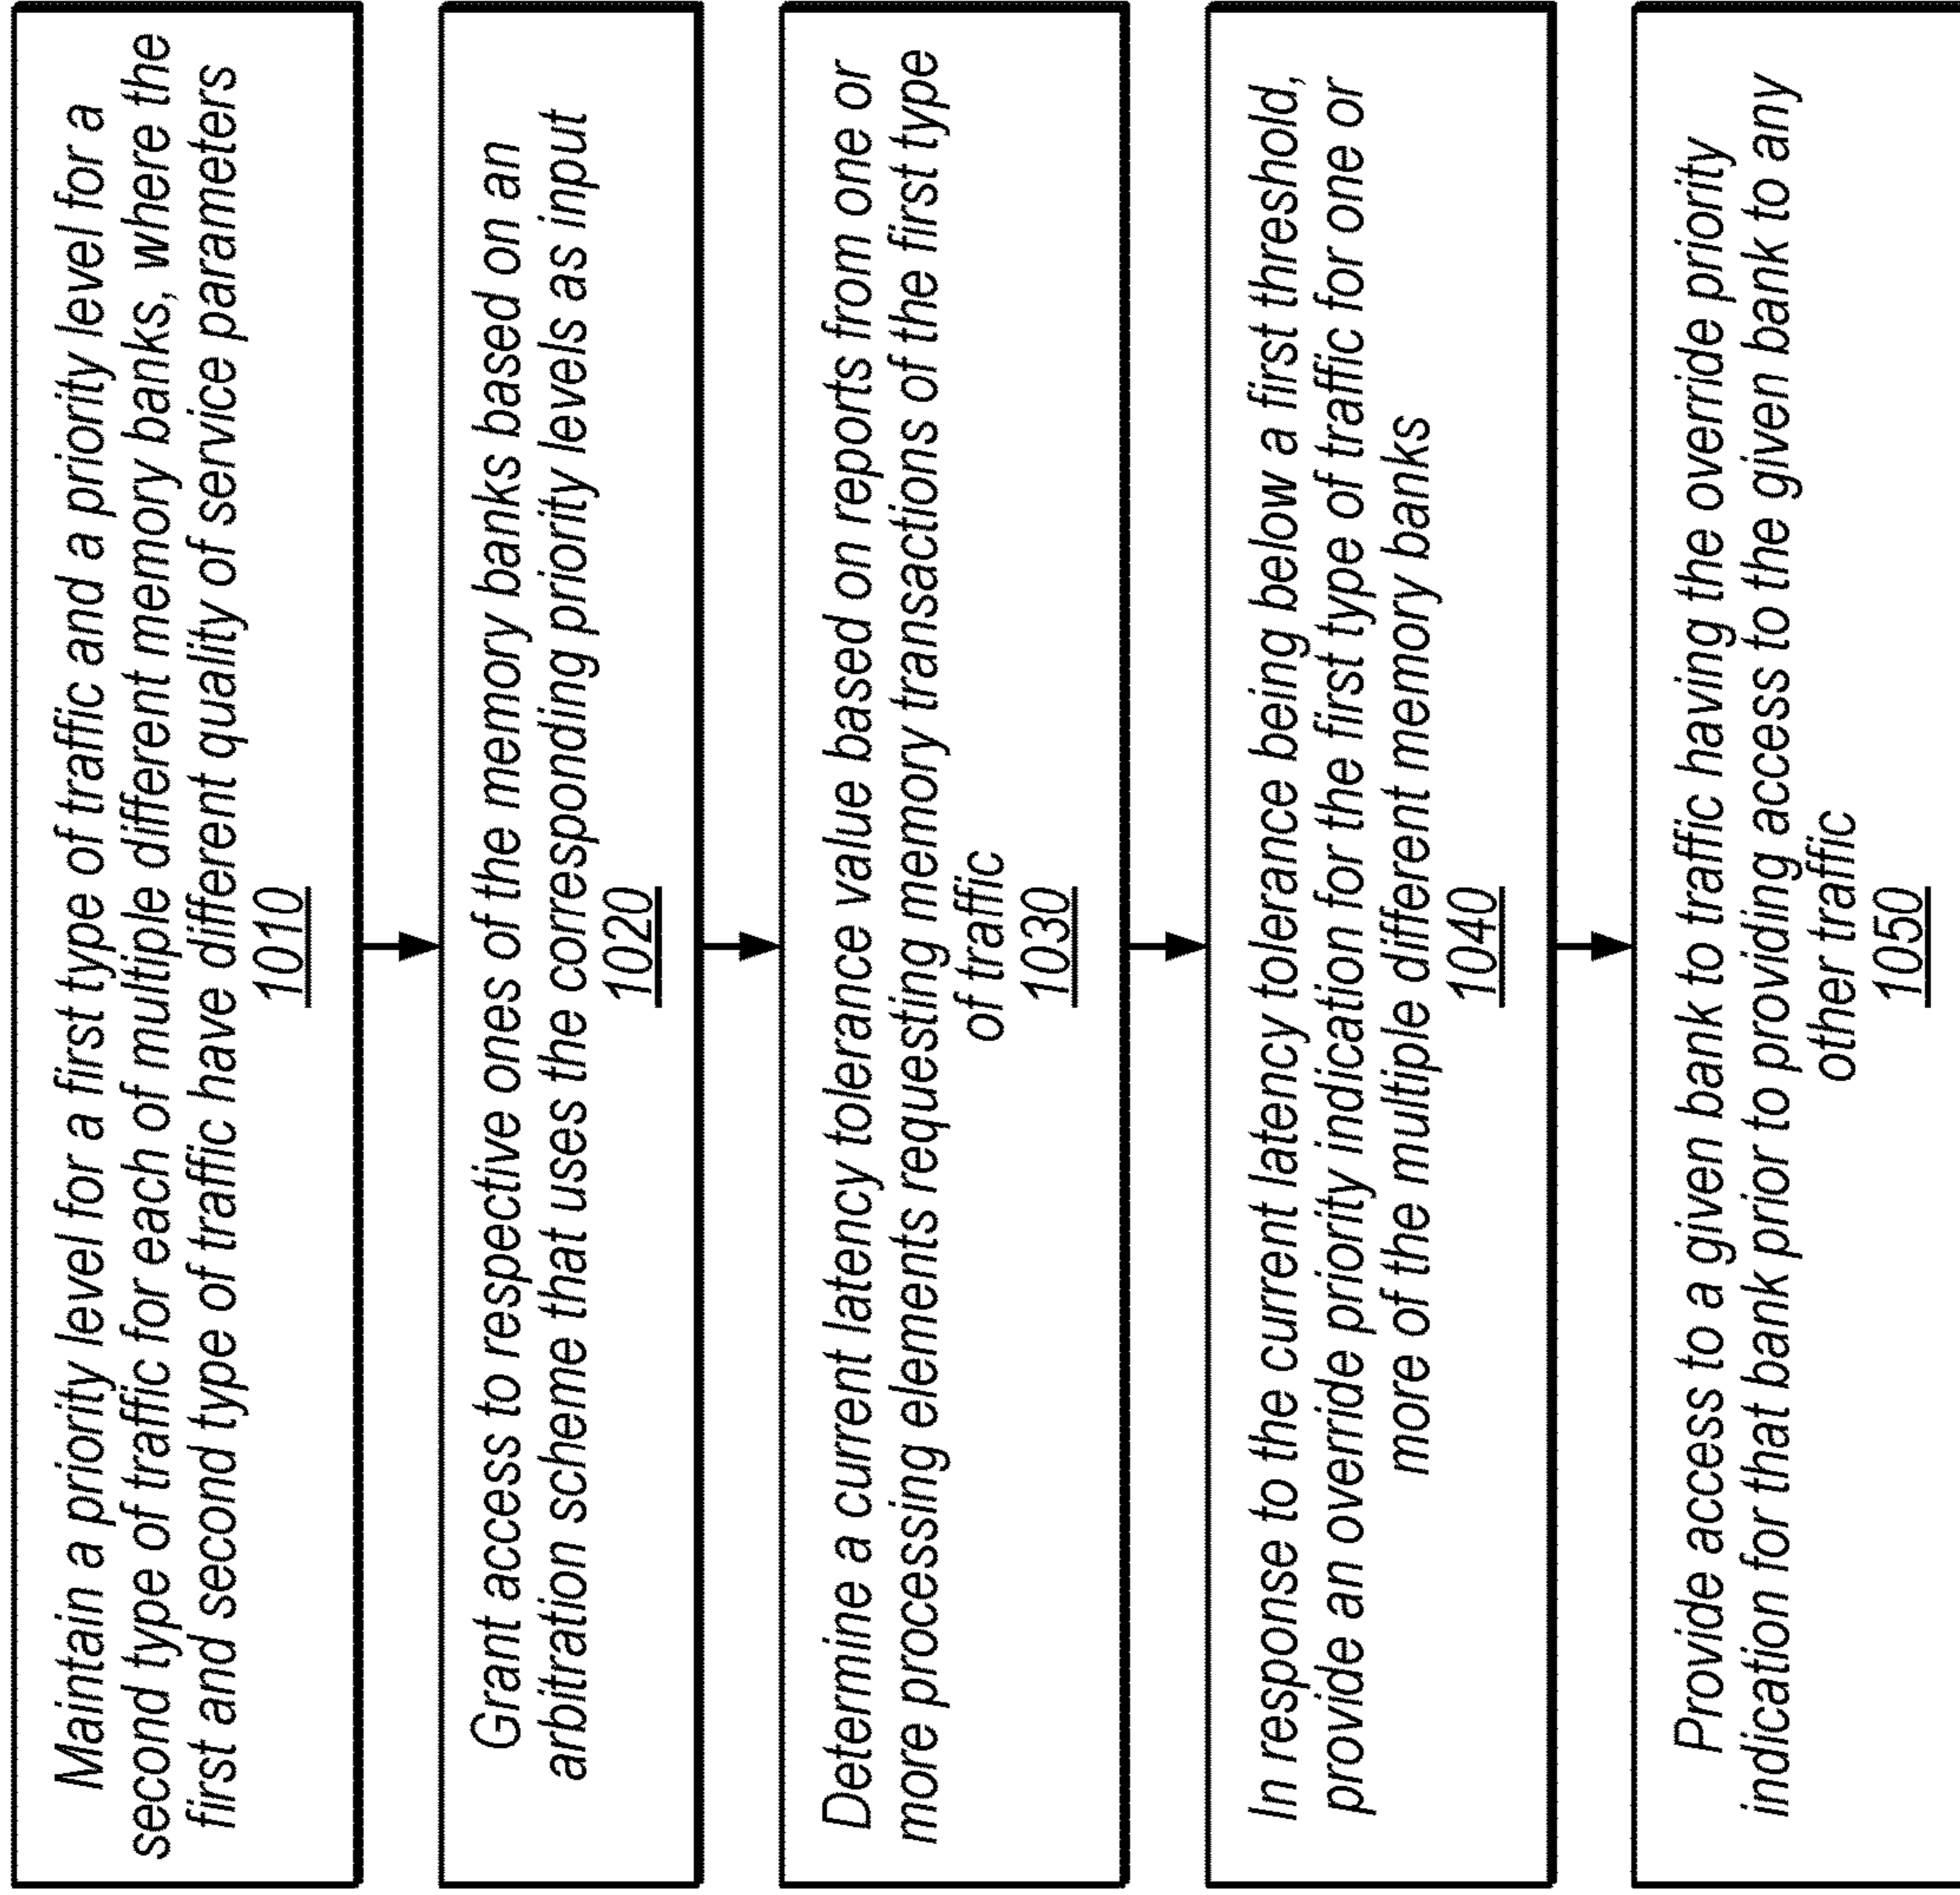 Maintain a priority level for a first type of traffic and a priority level for a
second type of traffic for each of multiple different memory banks, where the
first and second type of traffic have different quality of service parameters
1010
Grant access to respective ones of the memory banks based on an
arbitration scheme that uses the corresponding priority levels as input
1020
Determine a current latency tolerance value based on reports from one or
more processing elements requesting memory transactions of the first type
of traffic
1030
In response to the current latency tolerance being below a first threshold,
provide an override priority indication for the first type of traffic for one or
more of the multiple different memory banks
1040
Provide access to a given bank to traffic having the override priority
indication for that bank prior to providing access to the given bank to any
other traffic
1050